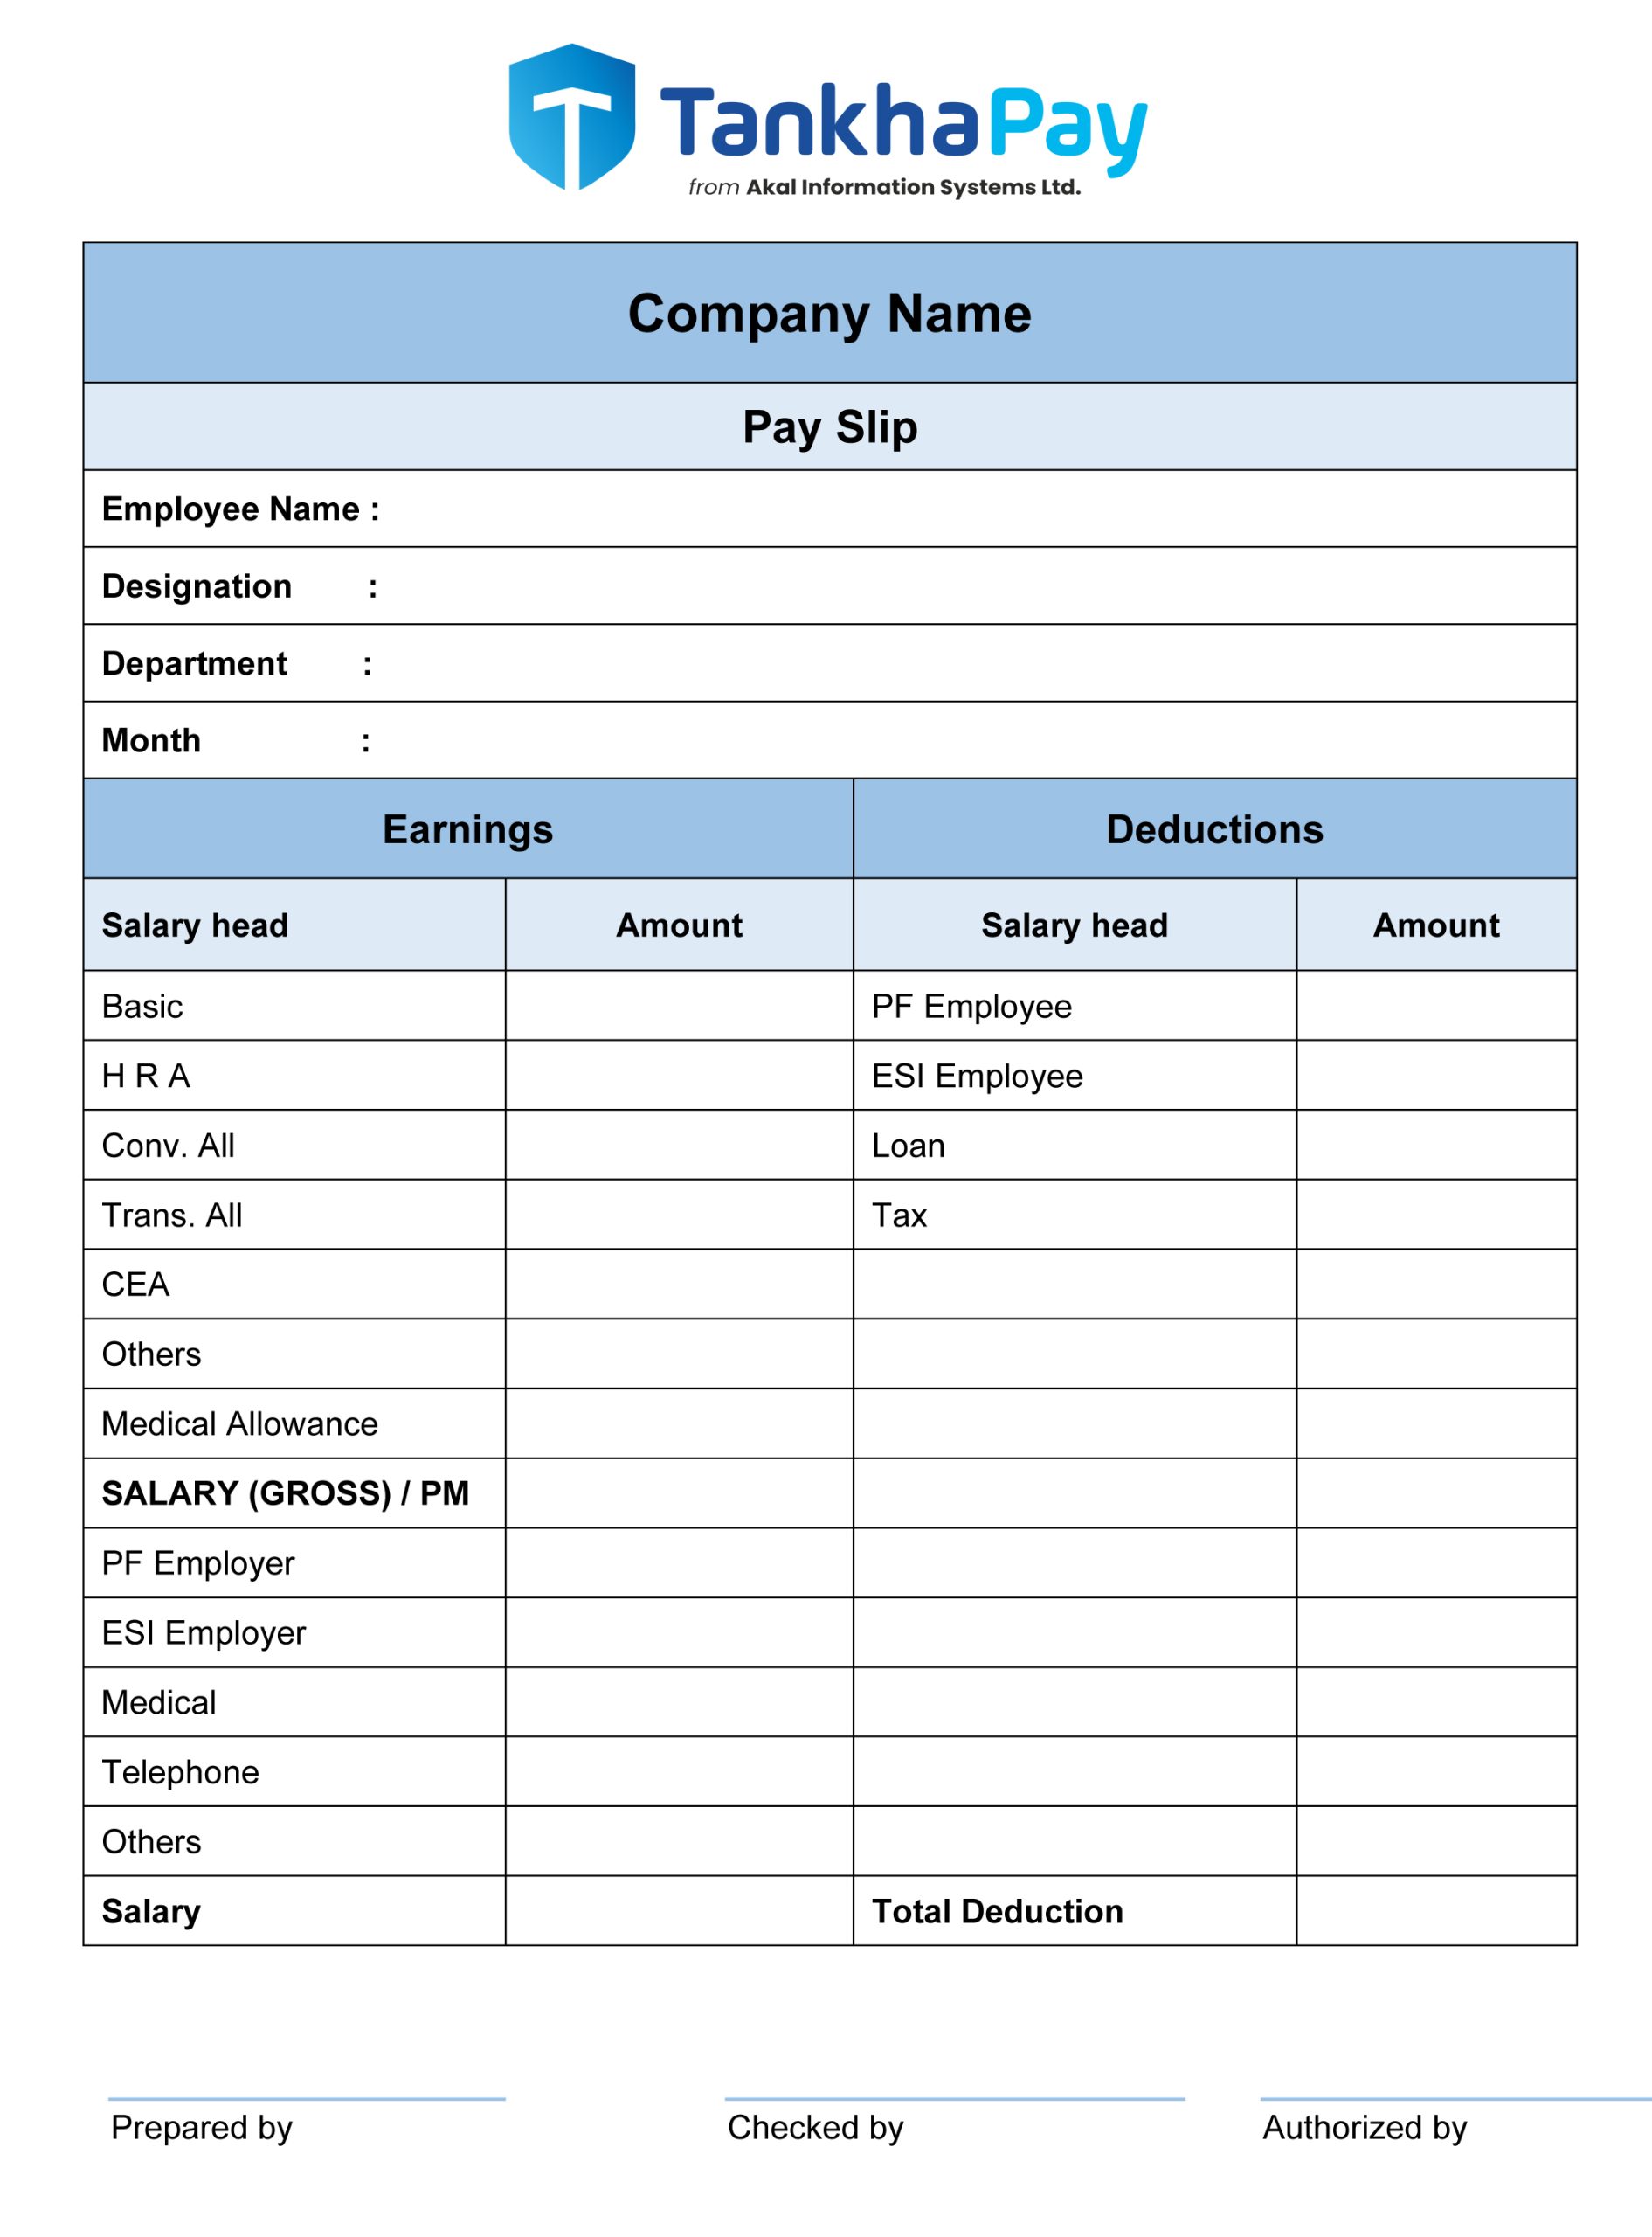 TankhaPay
from Akal Information Systems Ltd.
Company Name
Pay Slip
Employee Name :
Designation :
Department :
Month :
Earnings Deductions
Salary head Amount Salary head Amount
Basic PF Employee
H R A ESI Employee
Conv. All Loan
Trans. All Tax
CEA
Others
Medical Allowance
SALARY (GROSS) / PM
PF Employer
ESI Employer
Medical
Telephone
Others
Salary Total Deduction
Prepared by Checked by Authorized by